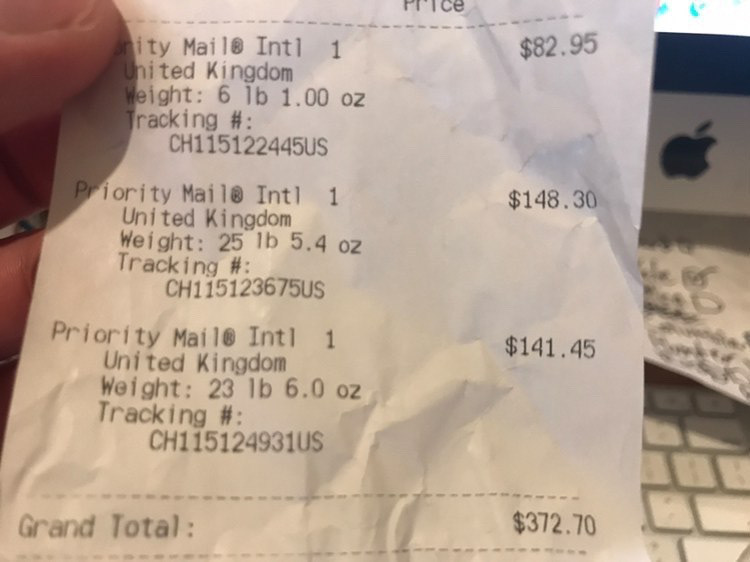 Price
Priority Mail® Intl 1 $82.95
United Kingdom
Weight: 6 lb 1.00 oz
Tracking #:
CH115122445US
Priority Mail® Intl 1 $148.30
United Kingdom
Weight: 25 lb 5.4 oz
Tracking #:
CH115123675US
Priority Mail® Intl 1 $141.45
United Kingdom
Weight: 23 lb 6.0 oz
Tracking #:
CH115124931US
Grand Total: $372.70